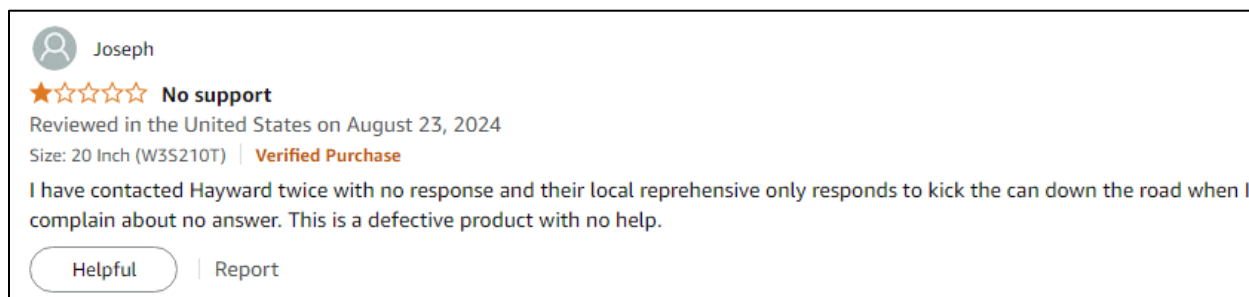 Joseph
No support
Reviewed in the United States on August 23, 2024
Size: 20 Inch (W3S210T) | Verified Purchase
I have contacted Hayward twice with no response and their local reprehensive only responds to kick the can down the road when I
complain about no answer. This is a defective product with no help.
Helpful | Report